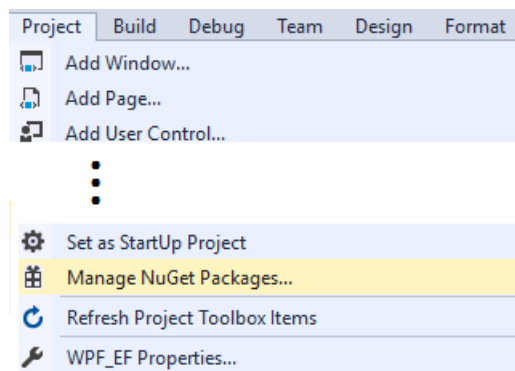 Project Build Debug Team Design Format
Add Window...
Add Page...
Add User Control...
Set as StartUp Project
Manage NuGet Packages...
Refresh Project Toolbox Items
WPF_EF Properties...